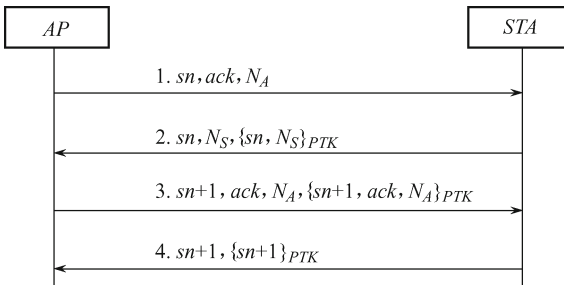 AP
STA
1. sn, ack, N_A
2. sn, N_S, {sn, N_S}_PTK
3. sn+1, ack, N_A, {sn+1, ack, N_A}_PTK
4. sn+1, {sn+1}_PTK